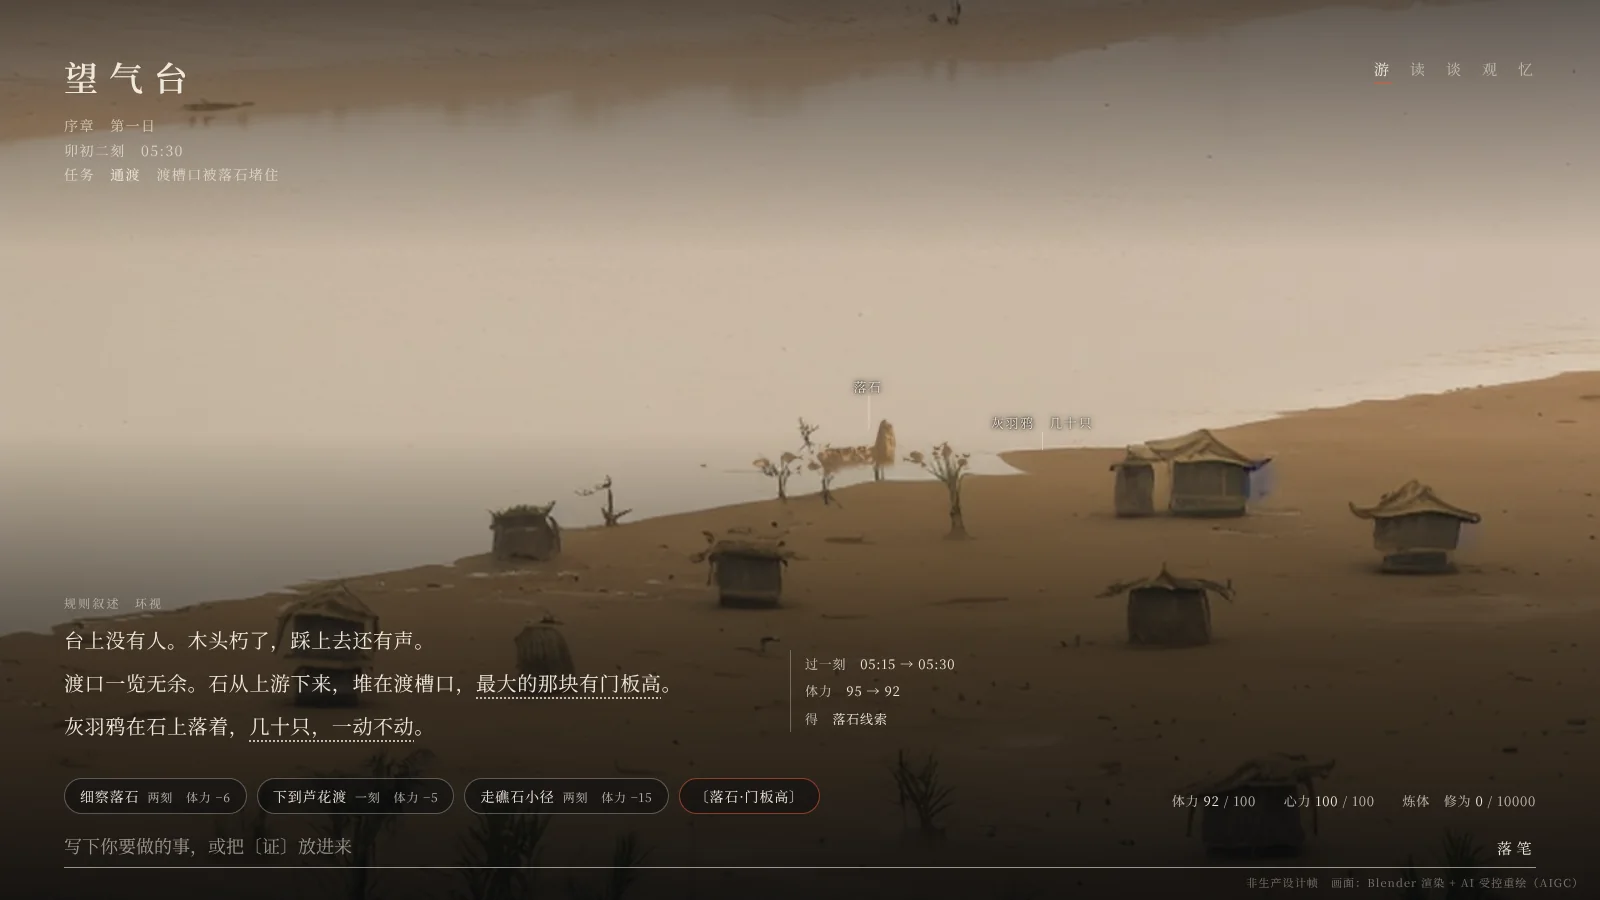 望气台
游 读 谈 观 忆
序章 第一日
卯初二刻 05:30
任务 通渡 渡槽口被落石堵住
落石
灰羽鸦 几十只
规则叙述 环视
台上没有人。木头朽了，踩上去还有声。
渡口一览无余。石从上游下来，堆在渡槽口，最大的那块有门板高。
灰羽鸦在石上落着，几十只，一动不动。
过一刻 05:15 → 05:30
体力 95 → 92
得 落石线索
细察落石 两刻 体力 −6
下到芦花渡 一刻 体力 −5
走礁石小径 两刻 体力 −15
〔落石·门板高〕
体力 92 / 100 心力 100 / 100 炼体 修为 0 / 10000
写下你要做的事，或把〔证〕放进来
落笔
非生产设计帧 画面：Blender 渲染 + AI 受控重绘（AIGC）